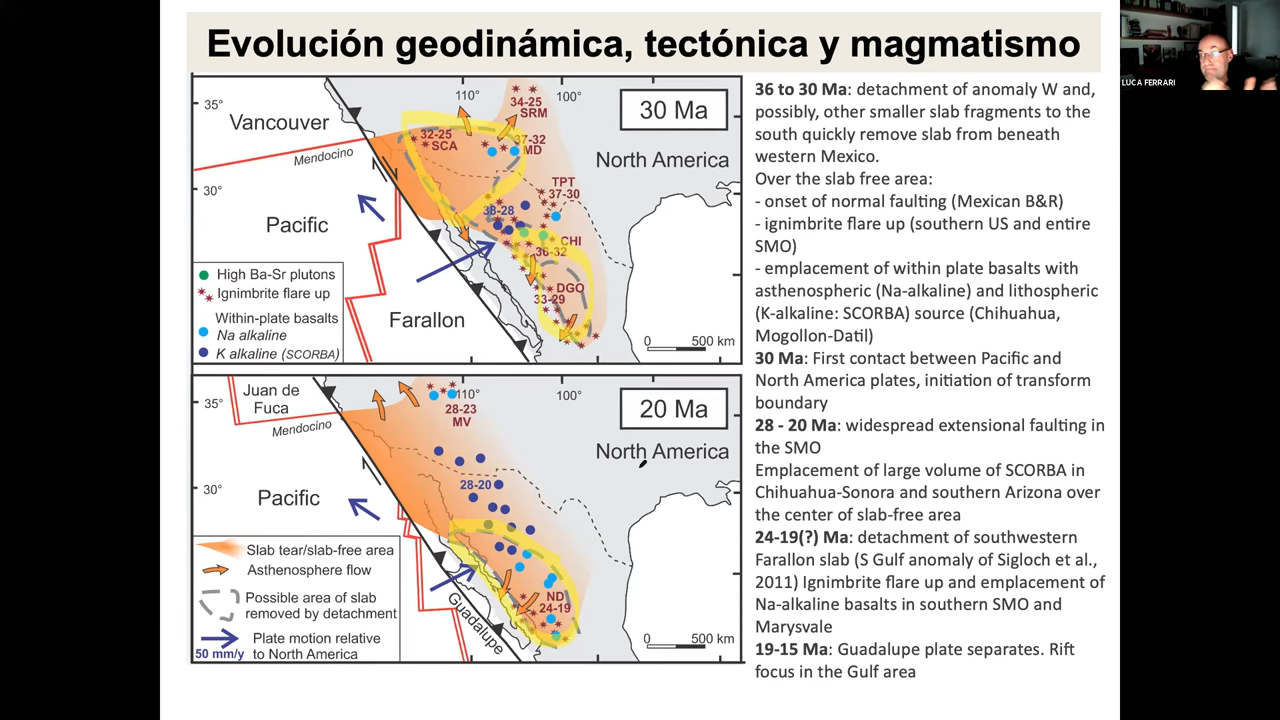 Evolución geodinámica, tectónica y magmatismo
LUCA FERRARI
35°
110°
100°
30 Ma
34-25
SRM
Vancouver
32-25
SCA
37-32
MD
Mendocino
North America
30°
TPT
37-30
38-28
Pacific
CHI
36-32
High Ba-Sr plutons
Ignimbrite flare up
DGO
33-29
Within-plate basalts
Na alkaline
Farallon
K alkaline (SCORBA)
0 500 km
Juan de
Fuca
35°
110°
100°
20 Ma
28-23
MV
Mendocino
North America
30°
28-20
Pacific
Slab tear/slab-free area
Asthenosphere flow
Possible area of slab
removed by detachment
ND
24-19
Guadalupe
Plate motion relative
to North America
50 mm/y
0 500 km
36 to 30 Ma: detachment of anomaly W and,
possibly, other smaller slab fragments to the
south quickly remove slab from beneath
western Mexico.
Over the slab free area:
- onset of normal faulting (Mexican B&R)
- ignimbrite flare up (southern US and entire
SMO)
- emplacement of within plate basalts with
asthenospheric (Na-alkaline) and lithospheric
(K-alkaline: SCORBA) source (Chihuahua,
Mogollon-Datil)
30 Ma: First contact between Pacific and
North America plates, initiation of transform
boundary
28 - 20 Ma: widespread extensional faulting in
the SMO
Emplacement of large volume of SCORBA in
Chihuahua-Sonora and southern Arizona over
the center of slab-free area
24-19(?) Ma: detachment of southwestern
Farallon slab (S Gulf anomaly of Sigloch et al.,
2011) Ignimbrite flare up and emplacement of
Na-alkaline basalts in southern SMO and
Marysvale
19-15 Ma: Guadalupe plate separates. Rift
focus in the Gulf area